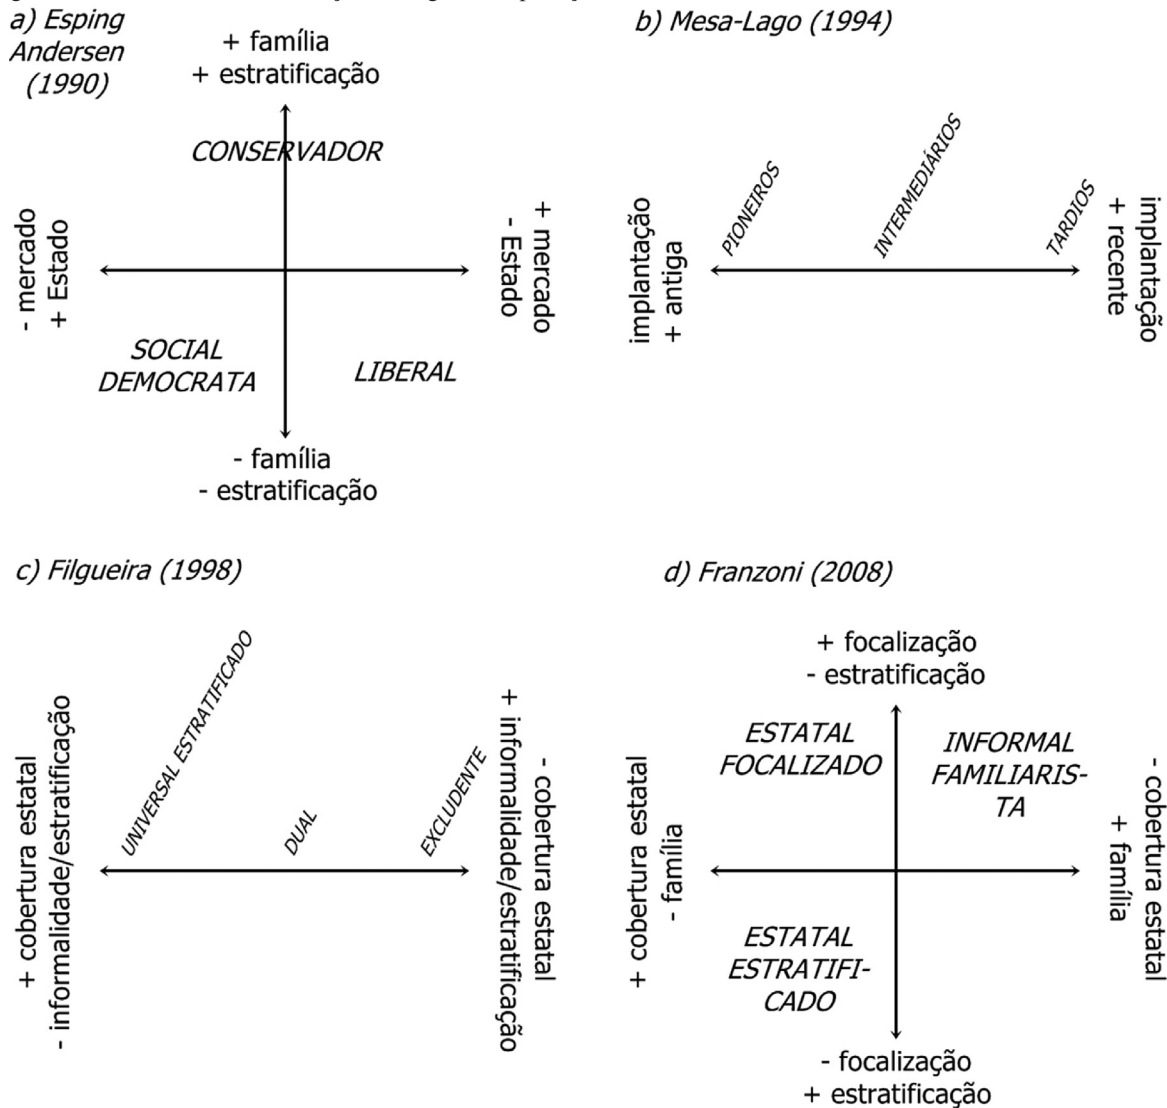 a) Esping
Andersen
(1990)
+ família
+ estratificação
CONSERVADOR
- mercado
+ Estado
+ mercado
- Estado
SOCIAL
DEMOCRATA
LIBERAL
- família
- estratificação
b) Mesa-Lago (1994)
PIONEIROS
INTERMEDIÁRIOS
TARDIOS
implantação
+ antiga
implantação
+ recente
c) Filgueira (1998)
UNIVERSAL ESTRATIFICADO
DUAL
EXCLUDENTE
+ cobertura estatal
- informalidade/estratificação
- cobertura estatal
+ informalidade/estratificação
d) Franzoni (2008)
+ focalização
- estratificação
ESTATAL
FOCALIZADO
INFORMAL
FAMILIARIS-
TA
+ cobertura estatal
- família
- cobertura estatal
+ família
ESTATAL
ESTRATIFI-
CADO
- focalização
+ estratificação